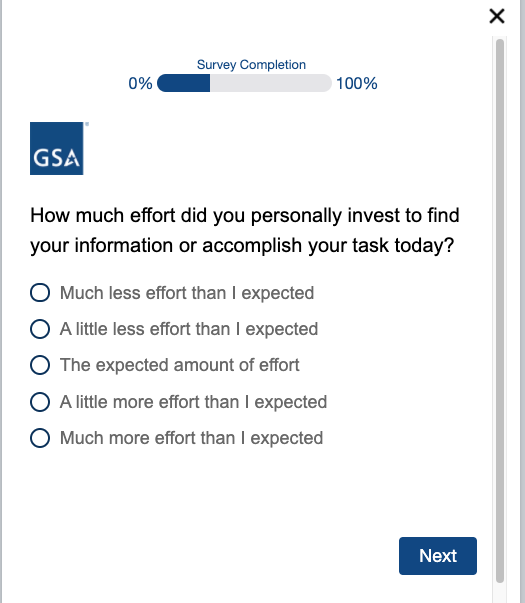 Survey Completion
0% 100%
GSA
How much effort did you personally invest to find
your information or accomplish your task today?
Much less effort than I expected
A little less effort than I expected
The expected amount of effort
A little more effort than I expected
Much more effort than I expected
Next